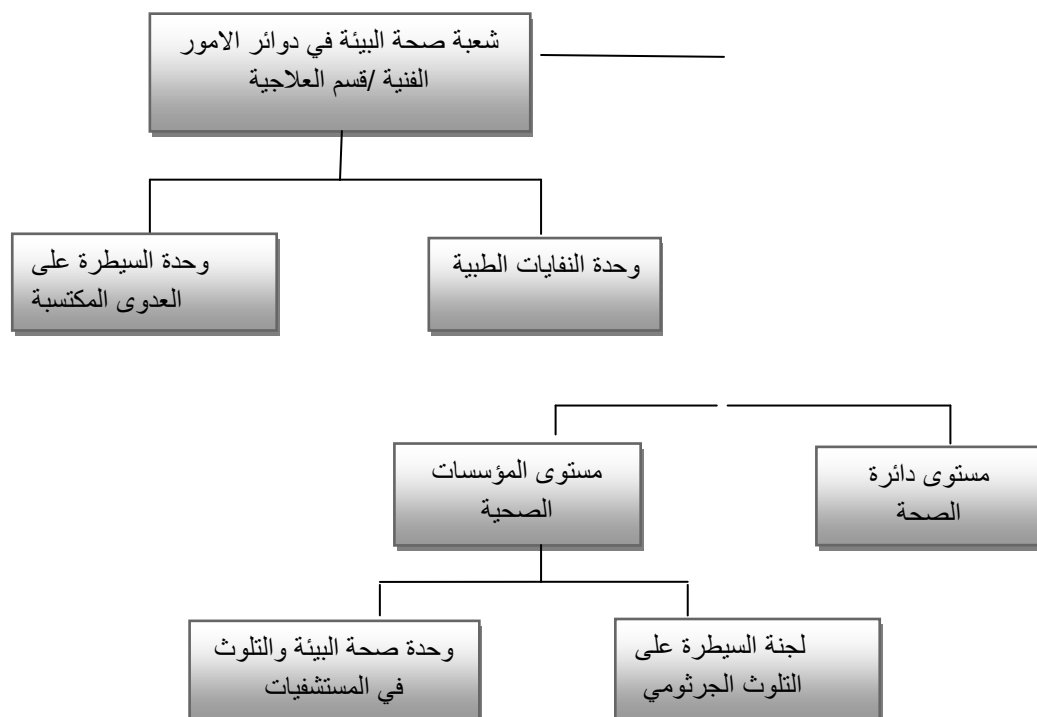 شعبة صحة البيئة في دوائر الامور
الفنية /قسم العلاجية
وحدة النفايات الطبية
وحدة السيطرة على
العدوى المكتسبة
مستوى دائرة
الصحة
مستوى المؤسسات
الصحية
لجنة السيطرة على
التلوث الجرثومي
وحدة صحة البيئة والتلوث
في المستشفيات